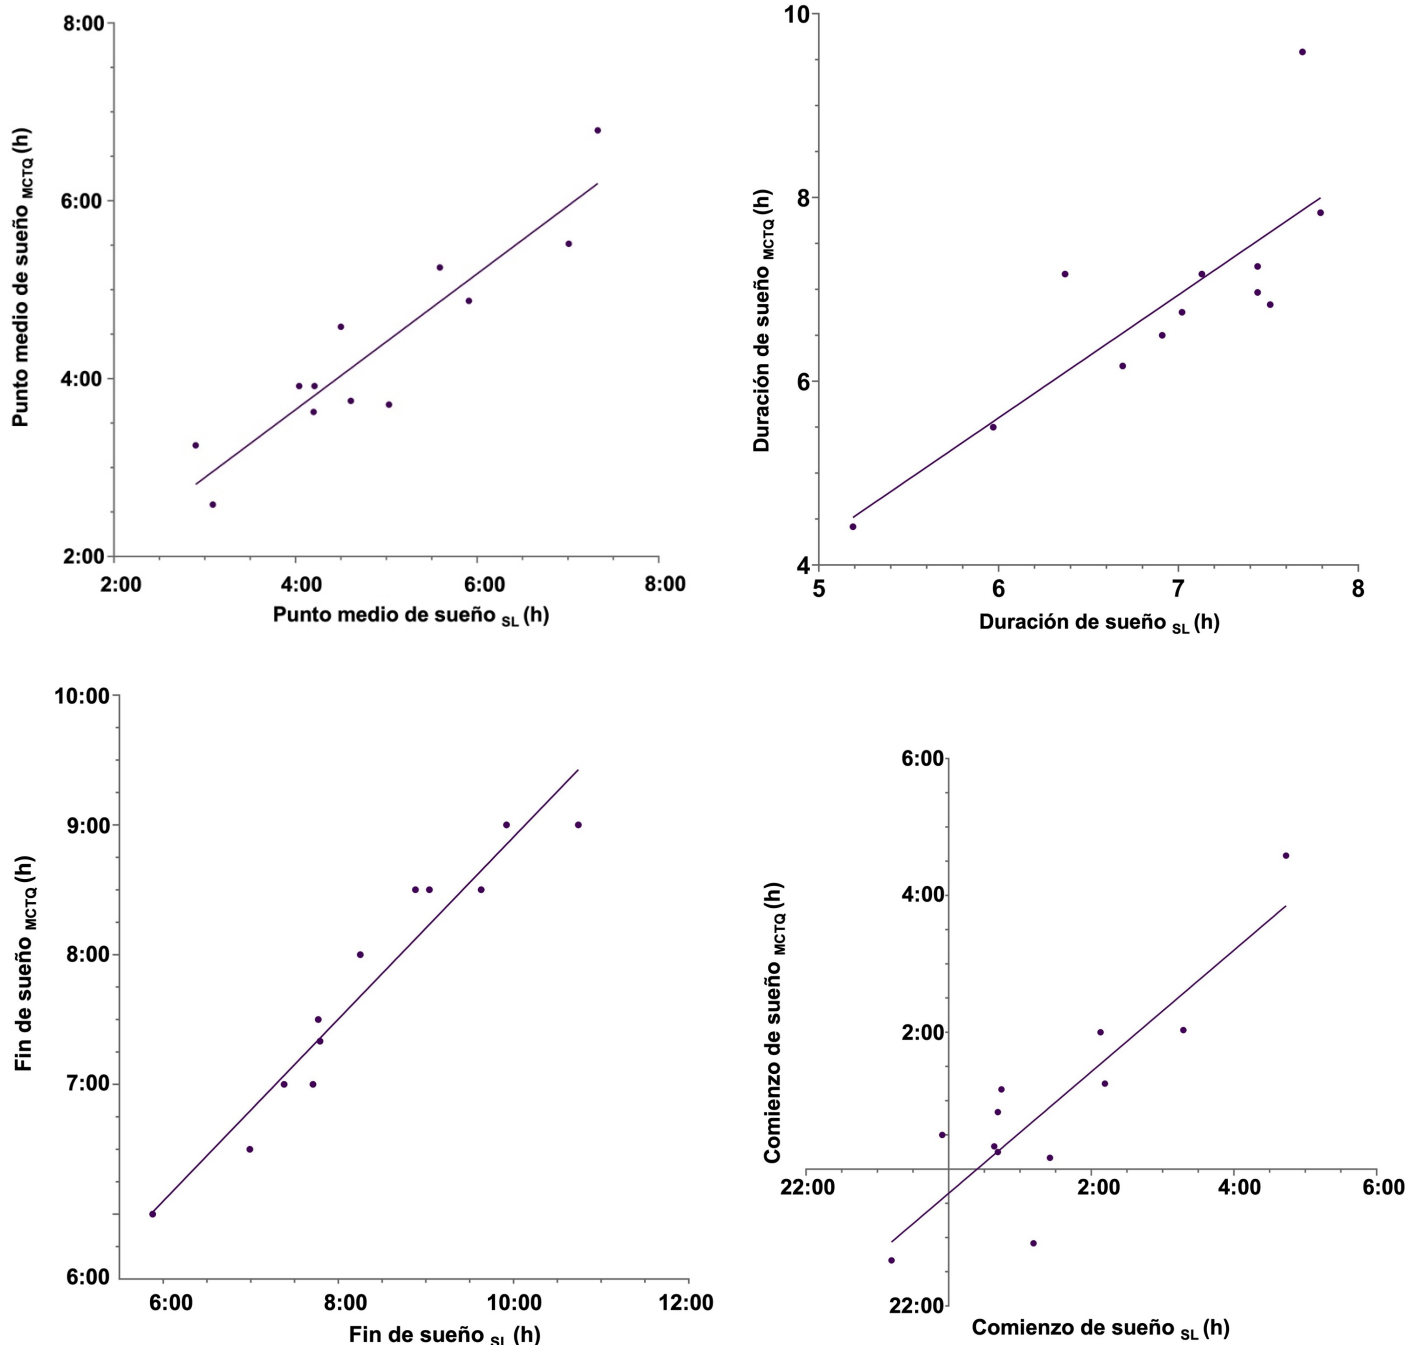 8:00
6:00
4:00
2:00
Punto medio de sueño MCTQ (h)
2:00 4:00 6:00 8:00
Punto medio de sueño SL (h)
10
8
6
4
Duración de sueño MCTQ (h)
5 6 7 8
Duración de sueño SL (h)
10:00
9:00
8:00
7:00
6:00
Fin de sueño MCTQ (h)
6:00 8:00 10:00 12:00
Fin de sueño SL (h)
6:00
4:00
2:00
22:00
Comienzo de sueño MCTQ (h)
22:00 2:00 4:00 6:00
Comienzo de sueño SL (h)